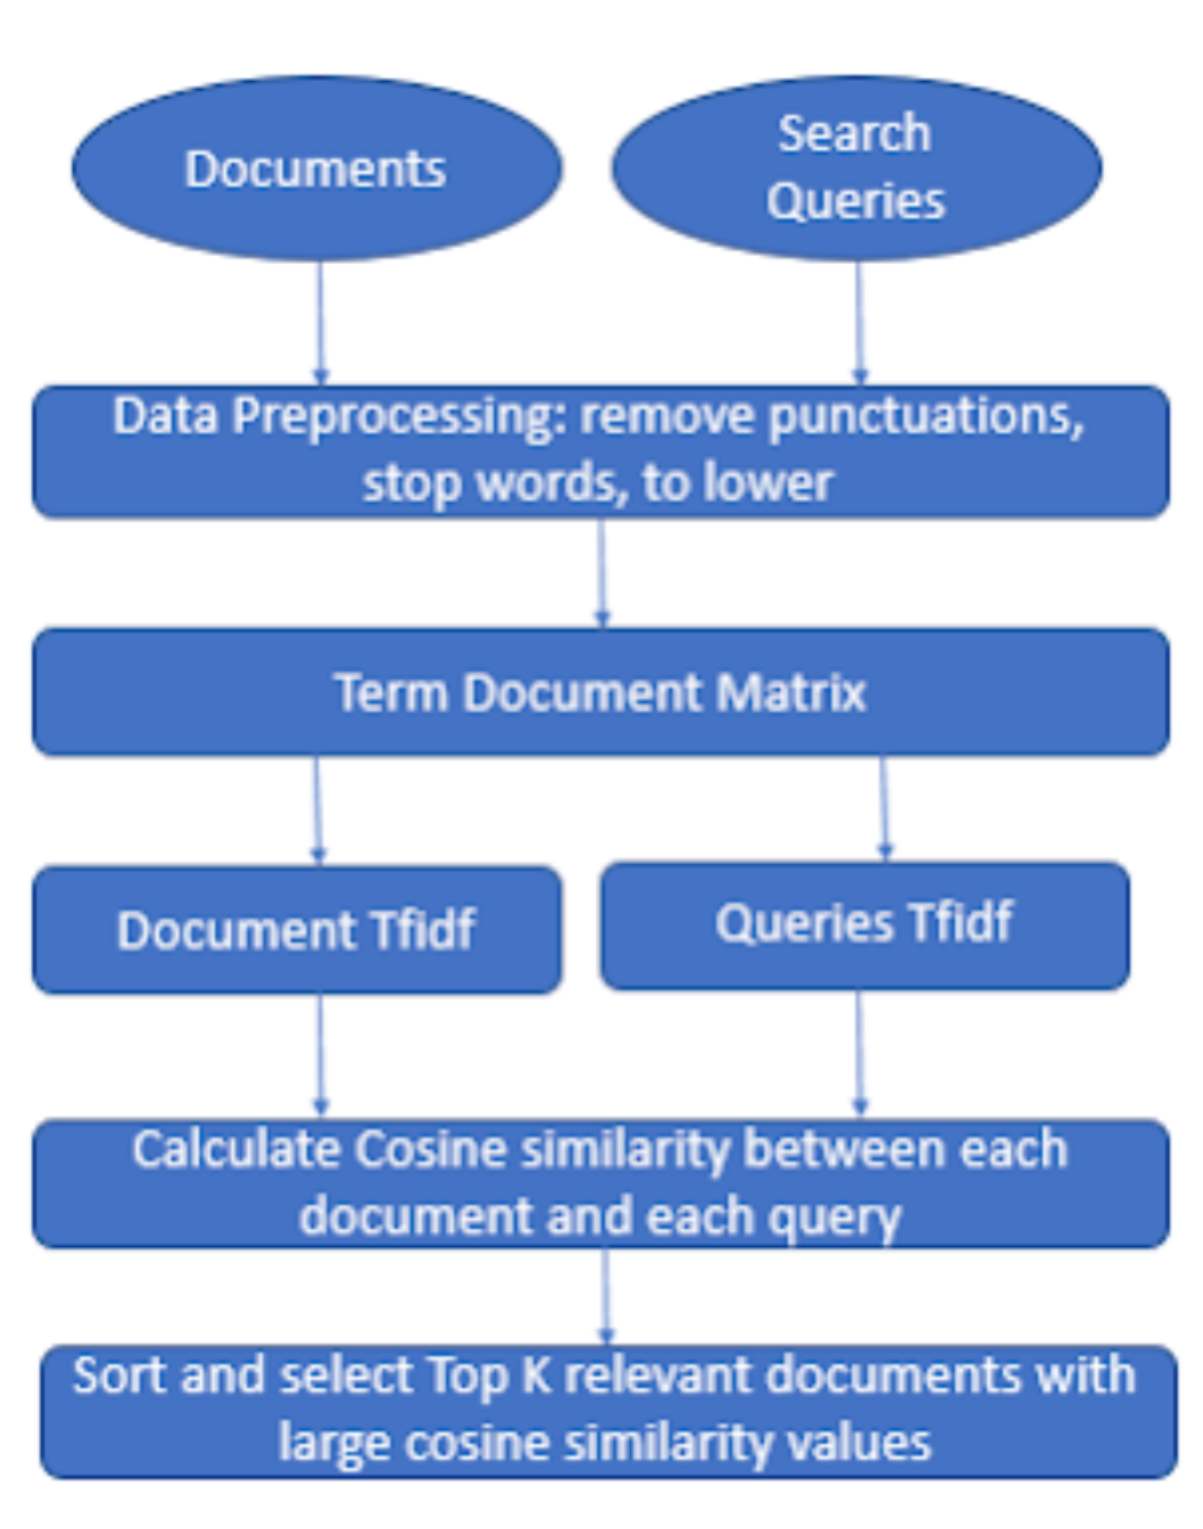 Documents
Search
Queries
Data Preprocessing: remove punctuations,
stop words, to lower
Term Document Matrix
Document Tfidf
Queries Tfidf
Calculate Cosine similarity between each
document and each query
Sort and select Top K relevant documents with
large cosine similarity values